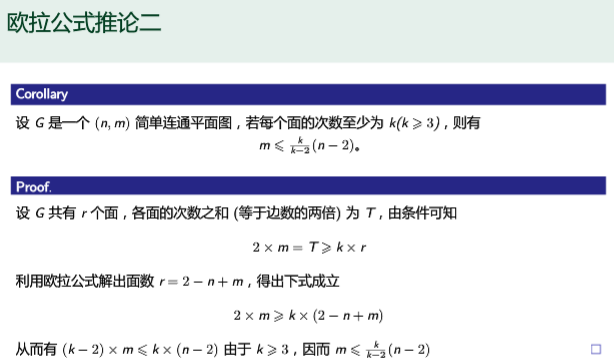 欧拉公式推论二
Corollary
设 G 是一个 (n, m) 简单连通平面图，若每个面的次数至少为 k(k ⩾ 3)，则有
m ⩽ k/(k−2) (n − 2)。
Proof.
设 G 共有 r 个面，各面的次数之和 (等于边数的两倍) 为 T，由条件可知
2 × m = T ⩾ k × r
利用欧拉公式解出面数 r = 2 − n + m，得出下式成立
2 × m ⩾ k × (2 − n + m)
从而有 (k − 2) × m ⩽ k × (n − 2) 由于 k ⩾ 3，因而 m ⩽ k/(k−2) (n − 2) □